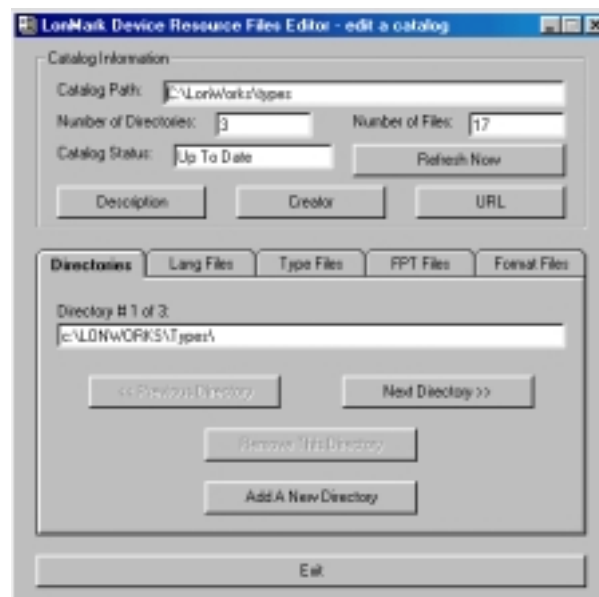 LonMark Device Resource Files Editor - edit a catalog
Catalog Information
Catalog Path: C:\LonWorks\types
Number of Directories: 3 Number of Files: 17
Catalog Status: Up To Date Refresh Now
Description Creator URL
Directories Lang Files Type Files FPT Files Format Files
Directory # 1 of 3:
c:\LONWORKS\Types\
<< Previous Directory Next Directory >>
Remove This Directory
Add A New Directory
Exit